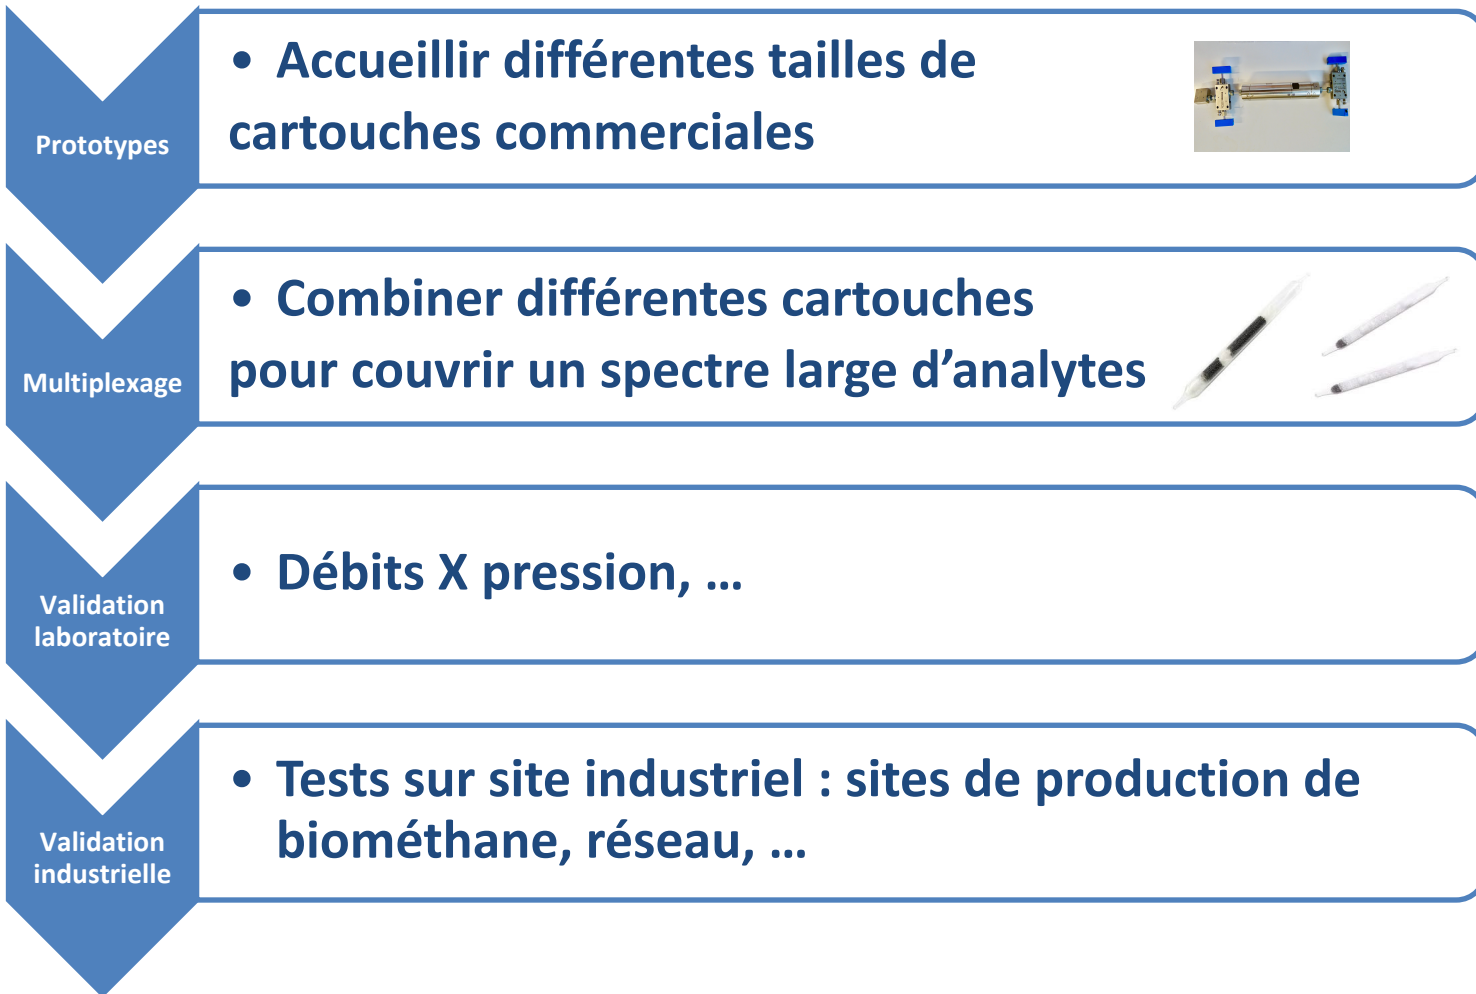 Prototypes
• Accueillir différentes tailles de
cartouches commerciales
Multiplexage
• Combiner différentes cartouches
pour couvrir un spectre large d’analytes
Validation
laboratoire
• Débits X pression, …
Validation
industrielle
• Tests sur site industriel : sites de production de
biométhane, réseau, …